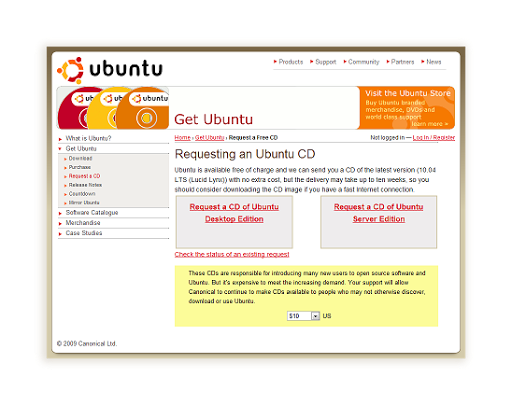 ubuntu
Products Support Community Partners News
ubuntu
Get Ubuntu
Visit the Ubuntu Store
Buy Ubuntu branded
merchandise, DVDs and
world class support
learn more >
What is Ubuntu?
Get Ubuntu
Download
Purchase
Request a CD
Release Notes
Countdown
Mirror Ubuntu
Software Catalogue
Merchandise
Case Studies
Home › Get Ubuntu › Request a Free CD
Not logged in — Log In / Register
Requesting an Ubuntu CD
Ubuntu is available free of charge and we can send you a CD of the latest version (10.04
LTS (Lucid Lynx)) with no extra cost, but the delivery may take up to ten weeks, so you
should consider downloading the CD image if you have a fast Internet connection.
Request a CD of Ubuntu
Desktop Edition
Request a CD of Ubuntu
Server Edition
Check the status of an existing request
These CDs are responsible for introducing many new users to open source software and
Ubuntu. But it's expensive to meet the increasing demand. Your support will allow
Canonical to continue to make CDs available to people who may not otherwise discover,
download or use Ubuntu.
$10 US
© 2009 Canonical Ltd.